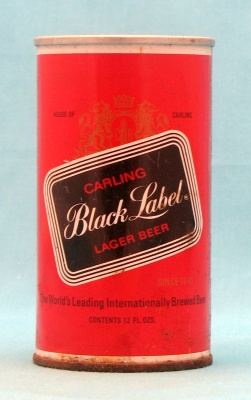 HOUSE OF CARLING
CARLING
Black Label®
LAGER BEER
The World's Leading Internationally Brewed Beer
CONTENTS 12 FL. OZS.